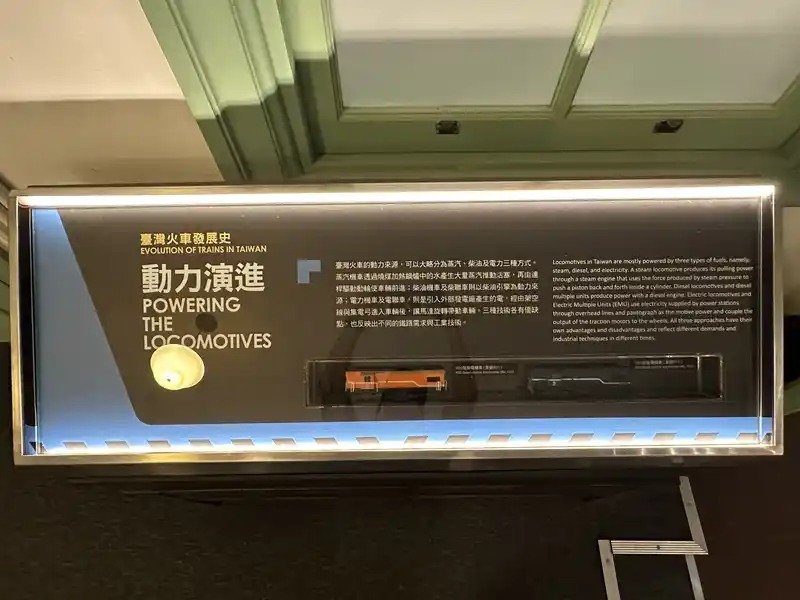 臺灣火車發展史
EVOLUTION OF TRAINS IN TAIWAN
動力演進
POWERING
THE
LOCOMOTIVES
臺灣火車的動力來源，可以大略分為蒸汽、柴油及電力三種方式。
蒸汽機車透過燒煤加熱鍋爐中的水產生大量蒸汽推動活塞，再由連
桿驅動動輪使車輛前進；柴油機車及柴聯車則以柴油引擎為動力來
源；電力機車及電聯車，則是引入外部發電廠產生的電，經由架空
線與集電弓進入車輛後，讓馬達旋轉帶動車輛。三種技術各有優缺
點，也反映出不同的鐵路需求與工業技術。
Locomotives in Taiwan are mostly powered by three types of fuels, namely,
steam, diesel, and electricity. A steam locomotive produces its pulling power
through a steam engine that uses the force produced by steam pressure to
push a piston back and forth inside a cylinder. Diesel locomotives and diesel
multiple units produce power with a diesel engine. Electric locomotives and
Electric Multiple Units (EMU) use electricity supplied by power stations
through overhead lines and pantograph as the motive power and couple the
output of the traction motors to the wheels. All three approaches have their
own advantages and disadvantages and reflect different demands and
industrial techniques in different times.